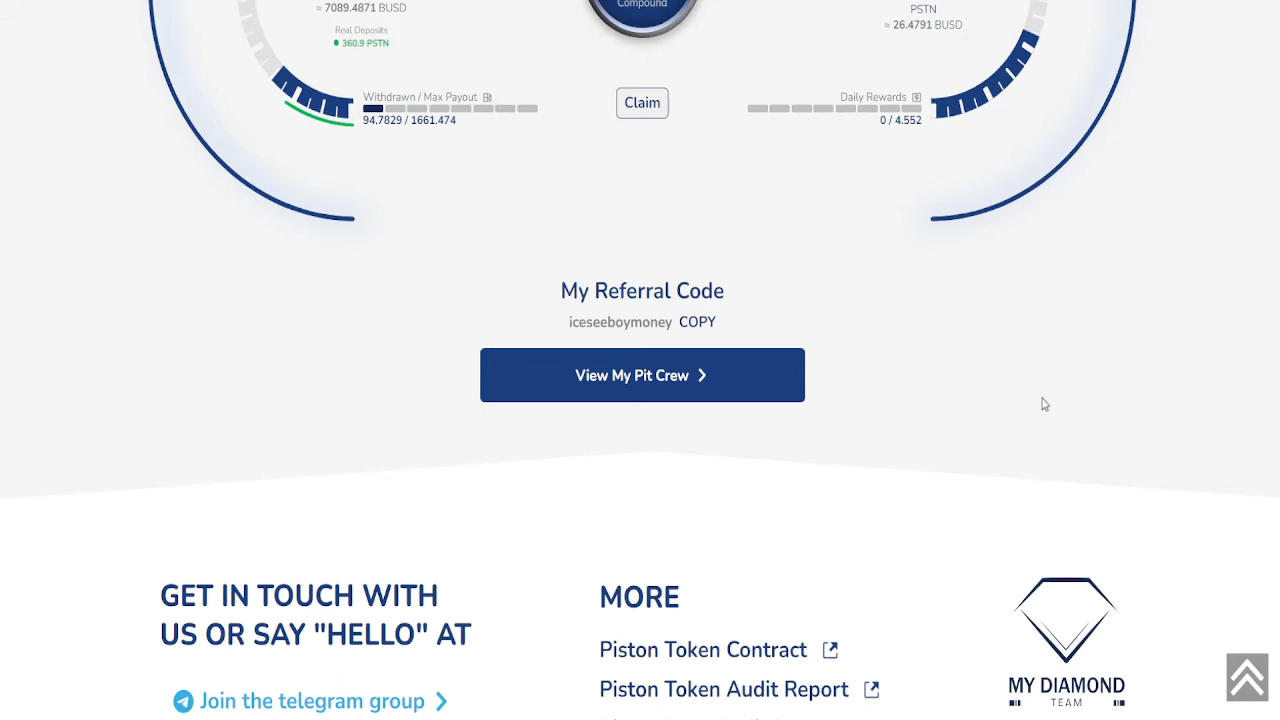 Compound
≈ 7089.4871 BUSD
PSTN
≈ 26.4791 BUSD
Real Deposits
360.9 PSTN
Withdrawn / Max Payout
94.7829 / 1661.474
Claim
Daily Rewards
0 / 4.552
My Referral Code
iceseeboymoney COPY
View My Pit Crew
GET IN TOUCH WITH
US OR SAY "HELLO" AT
Join the telegram group
MORE
Piston Token Contract
Piston Token Audit Report
MY DIAMOND
TEAM